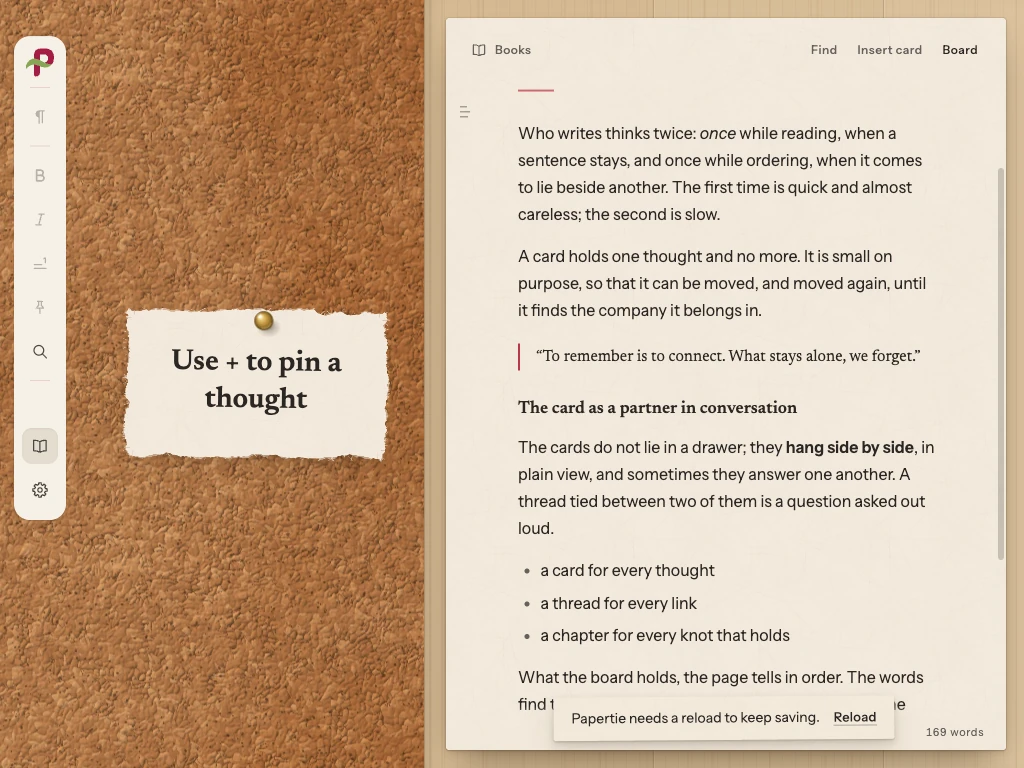 Books
Find
Insert card
Board
Who writes thinks twice: once while reading, when a
sentence stays, and once while ordering, when it comes
to lie beside another. The first time is quick and almost
careless; the second is slow.
A card holds one thought and no more. It is small on
purpose, so that it can be moved, and moved again, until
it finds the company it belongs in.
“To remember is to connect. What stays alone, we forget.”
The card as a partner in conversation
The cards do not lie in a drawer; they hang side by side, in
plain view, and sometimes they answer one another. A
thread tied between two of them is a question asked out
loud.
• a card for every thought
• a thread for every link
• a chapter for every knot that holds
What the board holds, the page tells in order. The words
find
Papertie needs a reload to keep saving. Reload
169 words
P
¶
B
I
Use + to pin a
thought